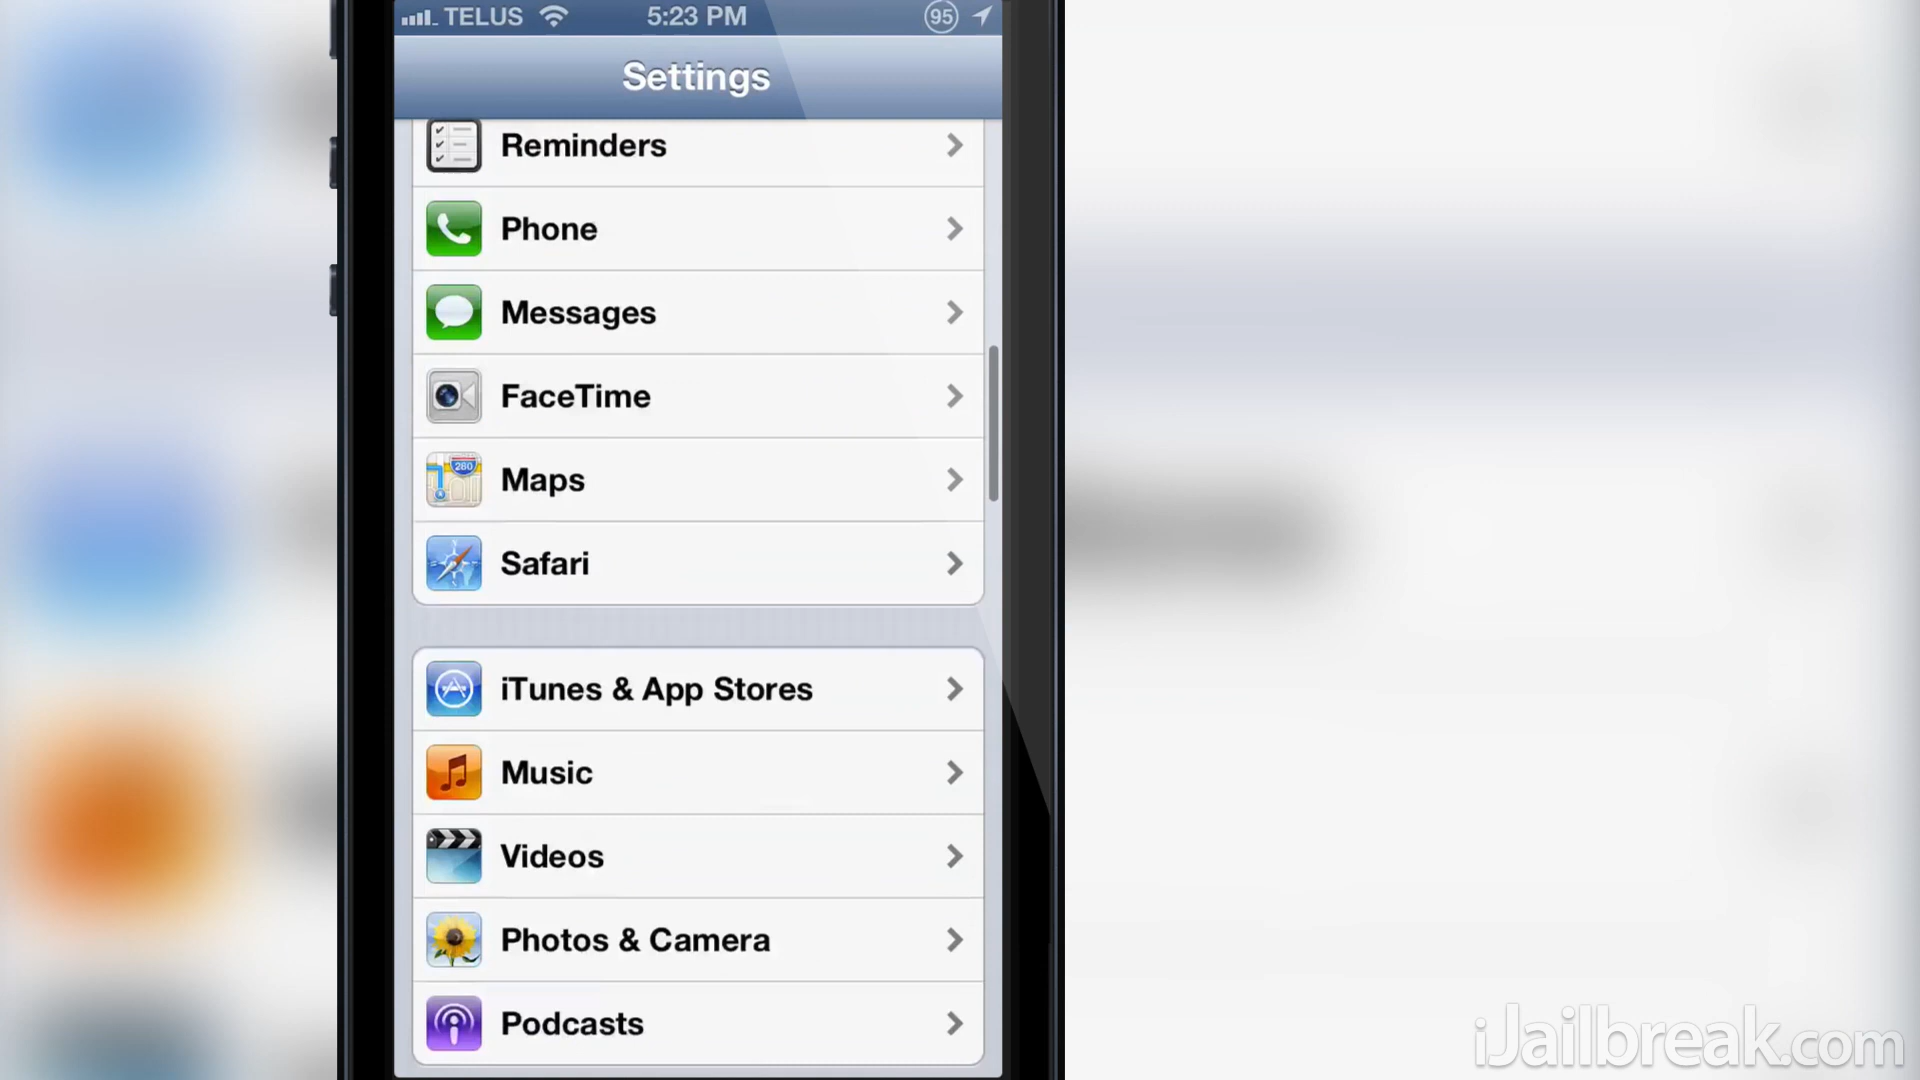 TELUS 5:23 PM 95
Settings
Reminders
Phone
Messages
FaceTime
280
Maps
Safari
iTunes & App Stores
Music
Videos
Photos & Camera
Podcasts
iJailbreak.com